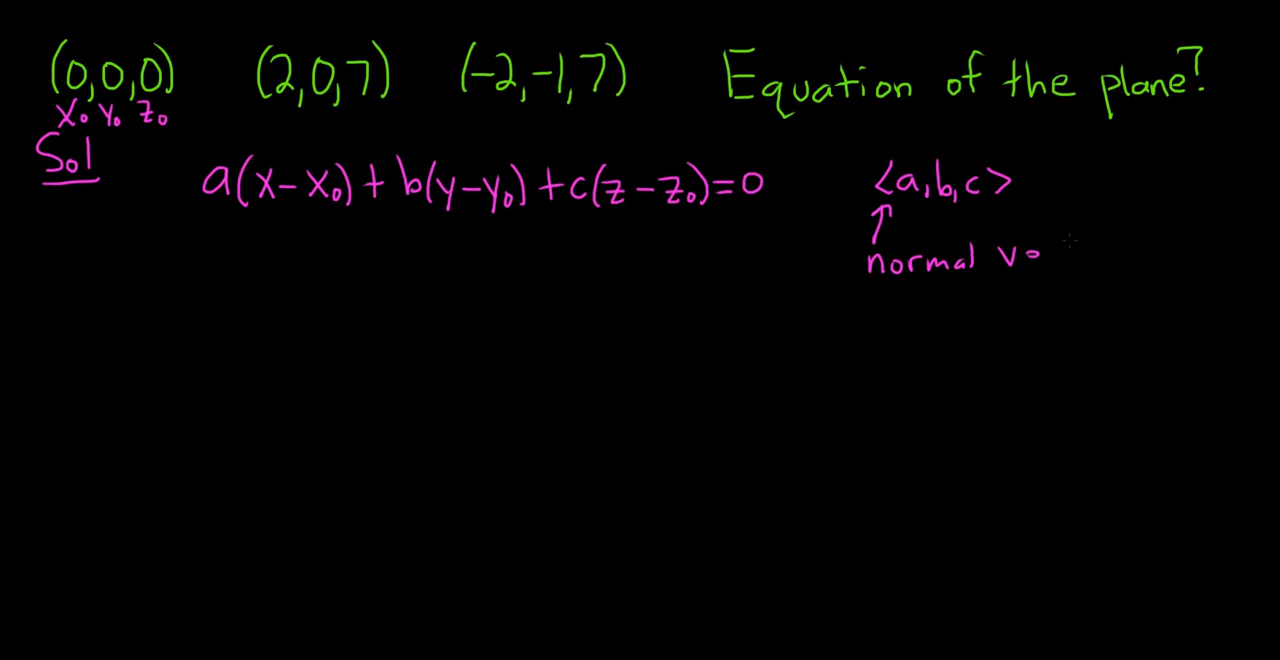 (0,0,0) (2,0,7) (-2,-1,7) Equation of the plane?
x₀ y₀ z₀
Sol
a(x-x₀)+b(y-y₀)+c(z-z₀)=0 <a,b,c>
normal